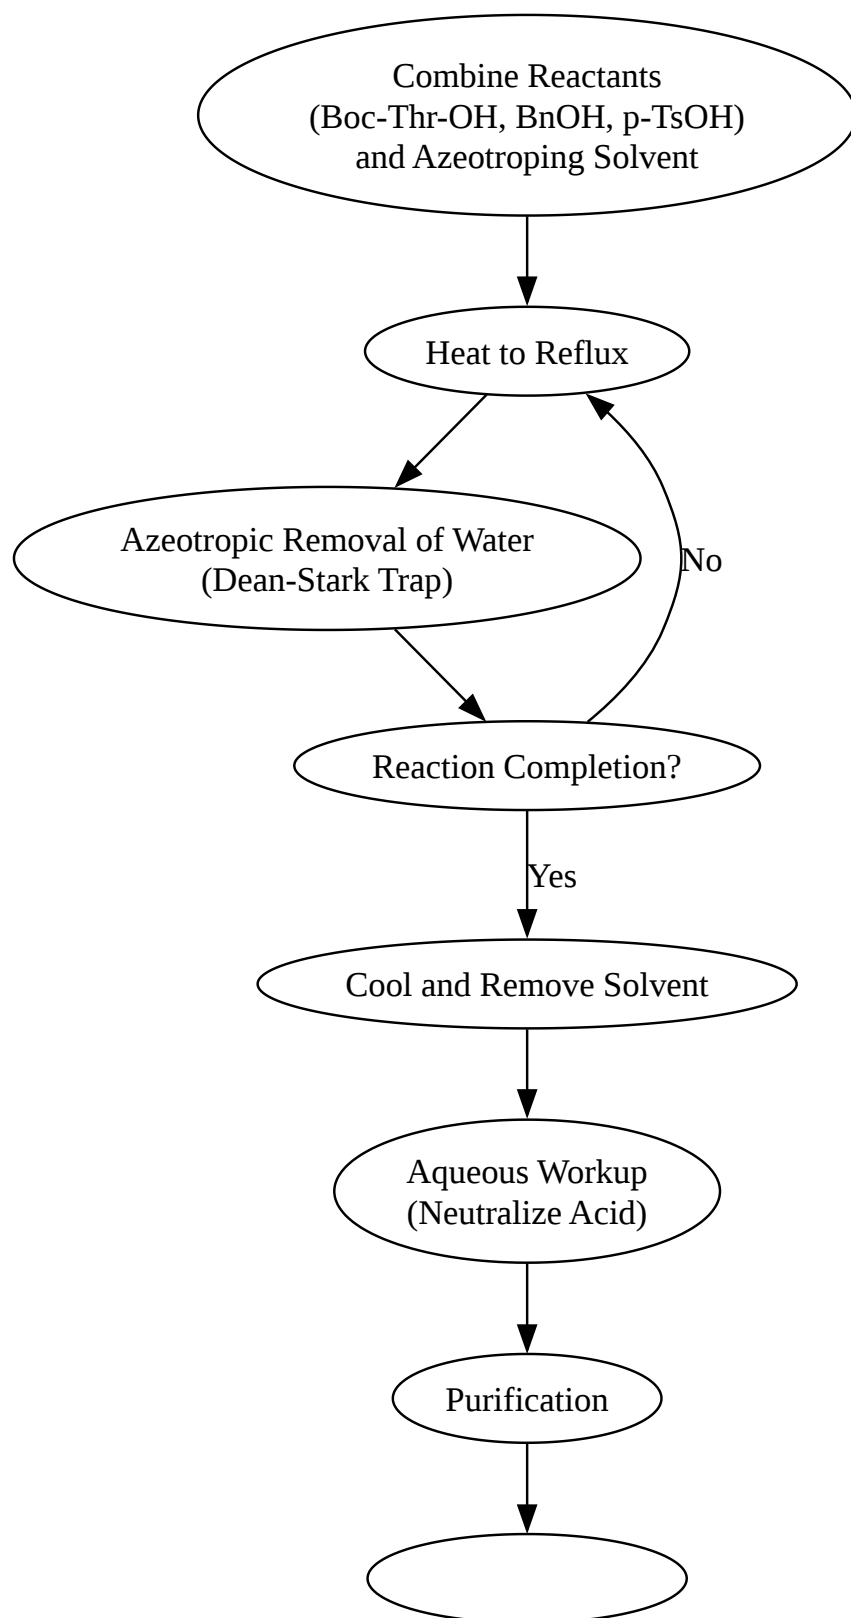 Combine Reactants
(Boc-Thr-OH, BnOH, p-TsOH)
and Azeotroping Solvent
Heat to Reflux
Azeotropic Removal of Water
(Dean-Stark Trap)
No
Reaction Completion?
Yes
Cool and Remove Solvent
Aqueous Workup
(Neutralize Acid)
Purification